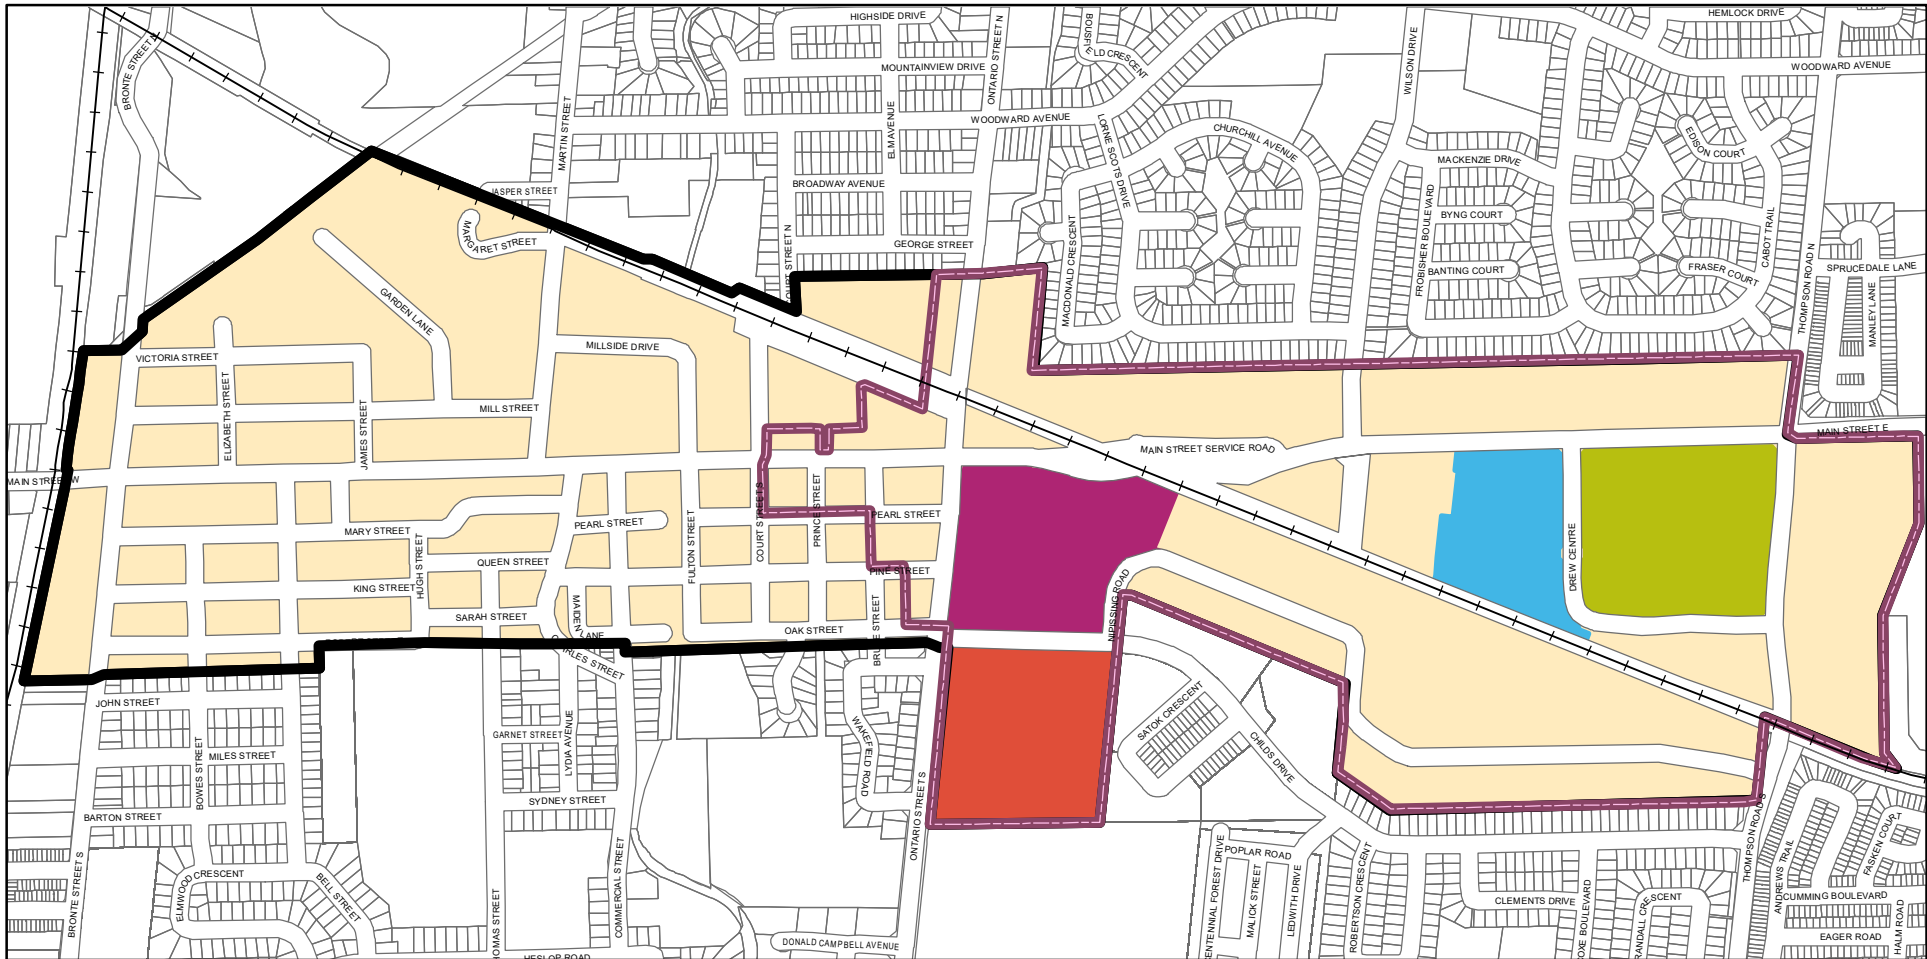 HIGHSIDE DRIVE
HEMLOCK DRIVE
BRONTE STREET N
ONTARIO STREET N
WILSON DRIVE
MOUNTAINVIEW DRIVE
WOODWARD AVENUE
MARTIN STREET
ELM AVENUE
WOODWARD AVENUE
LORNE SCOTS DRIVE
CHURCHILL AVENUE
EDISON COURT
MACKENZIE DRIVE
JASPER STREET
BROADWAY AVENUE
FROBISHER BOULEVARD
BYNG COURT
CABOT TRAIL
MARGARET STREET
MACDONALD CRESCENT
GEORGE STREET
THOMPSON ROAD N
BANTING COURT
FRASER COURT
SPRUCEDALE LANE
MANLEY LANE
GARDEN LANE
VICTORIA STREET
MILLSIDE DRIVE
ELIZABETH STREET
JAMES STREET
MILL STREET
MAIN STREET E
MAIN STREET SERVICE ROAD
MAIN STREET W
COURT STREET S
PRINCE STREET
PEARL STREET
PEARL STREET
MARY STREET
FULTON STREET
HUGH STREET
QUEEN STREET
PINE STREET
DREW CENTRE
KING STREET
NIPISSING ROAD
MAIDEN LANE
SARAH STREET
OAK STREET
BRUCE STREET
SATOK CRESCENT
JOHN STREET
GARNET STREET
LYDIA AVENUE
WAKEFIELD ROAD
CHILDS DRIVE
BOWES STREET
MILES STREET
SYDNEY STREET
ONTARIO STREET S
BARTON STREET
THOMPSON ROAD S
FASKEN COURT
POPLAR ROAD
BRONTE STREET S
ELMWOOD CRESCENT
BELL STREET
COMMERCIAL STREET
MALICK STREET
LEDWITH DRIVE
ROBERTSON CRESCENT
ANDREWS TRAIL
CLEMENTS DRIVE
CUMMING BOULEVARD
DONALD CAMPBELL AVENUE
EAGER ROAD
HALM ROAD